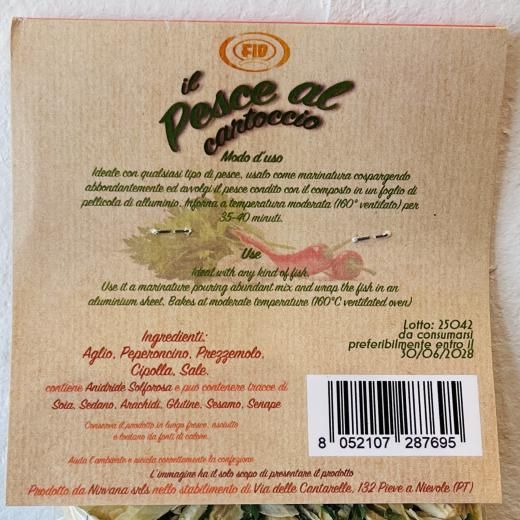 FIO
il
Pesce al
cartoccio
Modo d'uso
Ideale con qualsiasi tipo di pesce, usalo come marinatura cospargendo
abbondantemente ed avvolgi il pesce condito con il composto in un foglio di
pellicola di alluminio. Inforna a temperatura moderata (160° ventilato) per
35-40 minuti.
Use
Ideal with any kind of fish.
Use it a marinature pouring abundant mix and wrap the fish in an
aluminium sheet. Bakes at moderate temperature (160°C ventilated oven)
Lotto: 25042
da consumarsi
preferibilmente entro il
30/06/2028
Ingredienti:
Aglio, Peperoncino, Prezzemolo,
Cipolla, Sale.
contiene Anidride Solforosa e può contenere tracce di
Soia, Sedano, Arachidi, Glutine, Sesamo, Senape
Conserva il prodotto in luogo fresco, asciutto
e lontano da fonti di calore.
8 052107 287695
Aiuta l'ambiente e ricicla correttamente la confezione
L'immagine ha il solo scopo di presentare il prodotto
Prodotto da Nirvana srls nello stabilimento di Via delle Cantarelle, 132 Pieve a Nievole (PT)